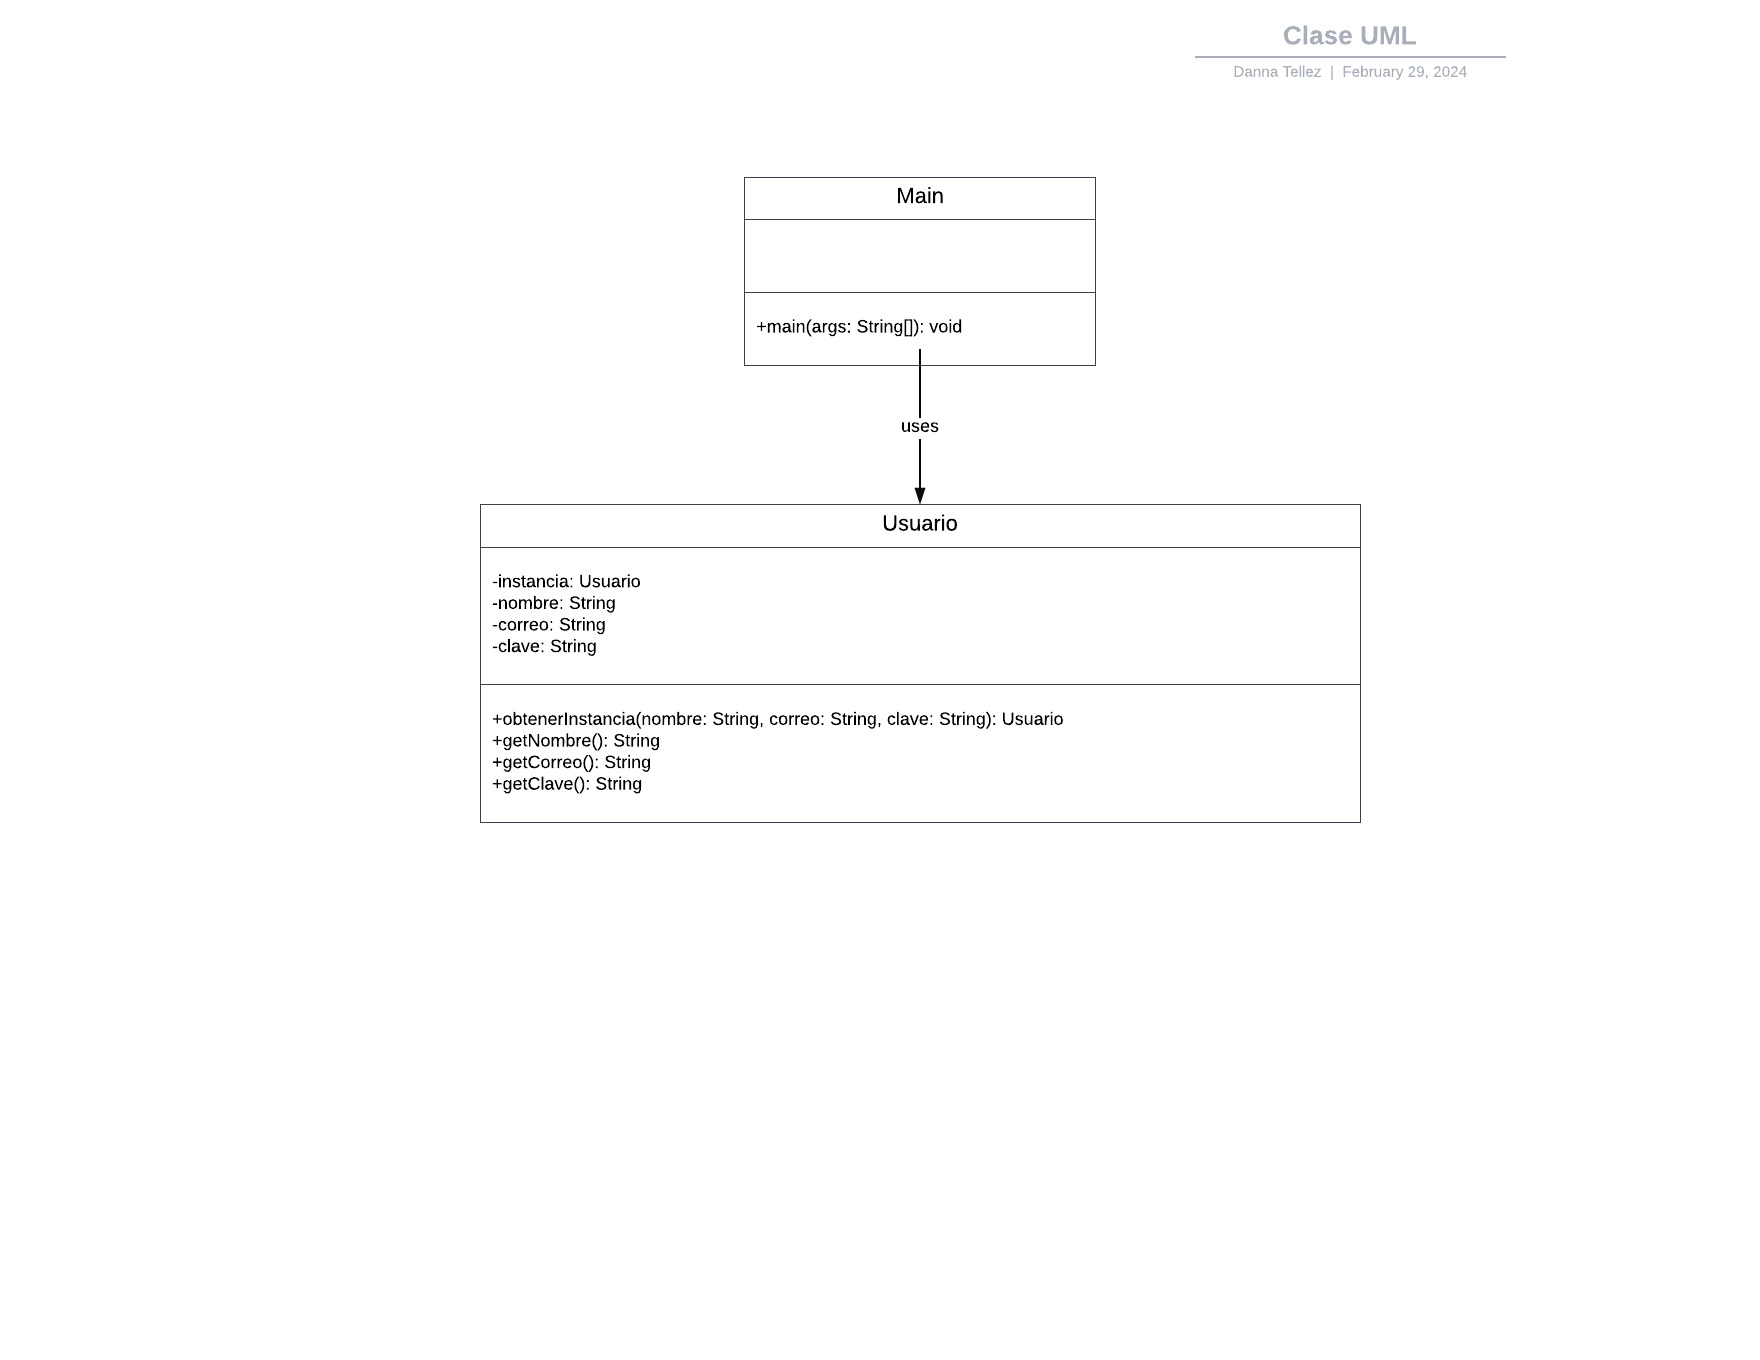 Clase UML
Danna Tellez | February 29, 2024
Main
+main(args: String[]): void
uses
Usuario
-instancia: Usuario
-nombre: String
-correo: String
-clave: String
+obtenerInstancia(nombre: String, correo: String, clave: String): Usuario
+getNombre(): String
+getCorreo(): String
+getClave(): String